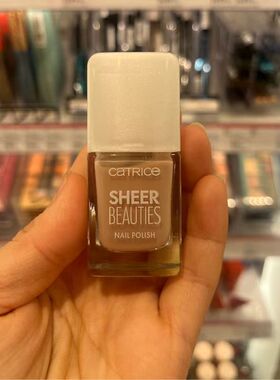 CATRICE
SHEER
BEAUTIES
NAIL POLISH